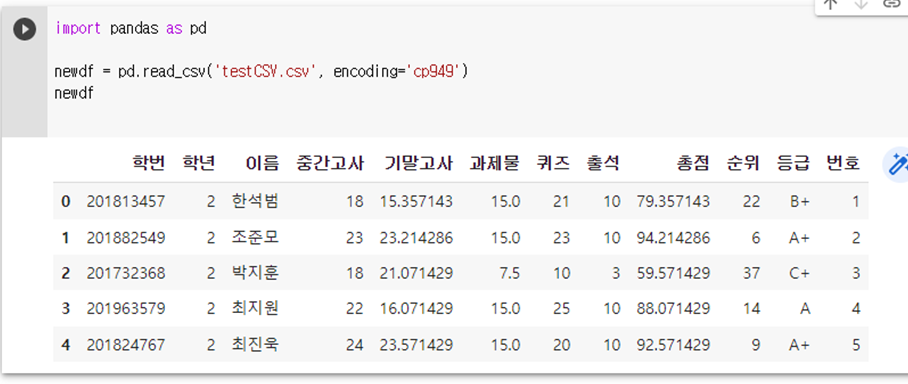 import pandas as pd
newdf = pd.read_csv('testCSV.csv', encoding='cp949')
newdf
학번 학년 이름 중간고사 기말고사 과제물 퀴즈 출석 총점 순위 등급 번호
0 201813457 2 한석범 18 15.357143 15.0 21 10 79.357143 22 B+ 1
1 201882549 2 조준모 23 23.214286 15.0 23 10 94.214286 6 A+ 2
2 201732368 2 박지훈 18 21.071429 7.5 10 3 59.571429 37 C+ 3
3 201963579 2 최지원 22 16.071429 15.0 25 10 88.071429 14 A 4
4 201824767 2 최진욱 24 23.571429 15.0 20 10 92.571429 9 A+ 5